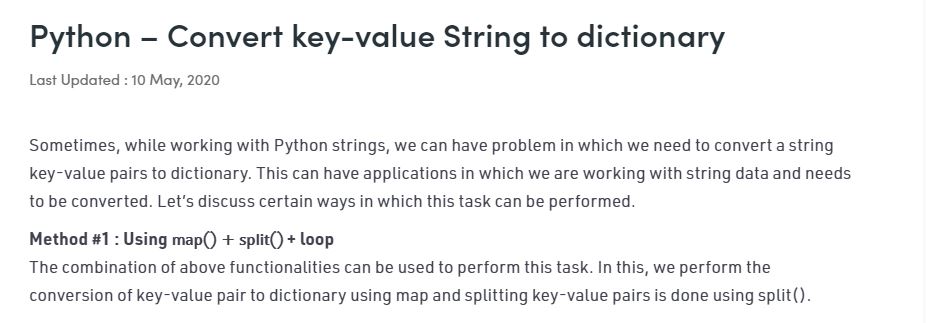 Python – Convert key-value String to dictionary
Last Updated : 10 May, 2020
Sometimes, while working with Python strings, we can have problem in which we need to convert a string
key-value pairs to dictionary. This can have applications in which we are working with string data and needs
to be converted. Let's discuss certain ways in which this task can be performed.
Method #1 : Using map() + split() + loop
The combination of above functionalities can be used to perform this task. In this, we perform the
conversion of key-value pair to dictionary using map and splitting key-value pairs is done using split().